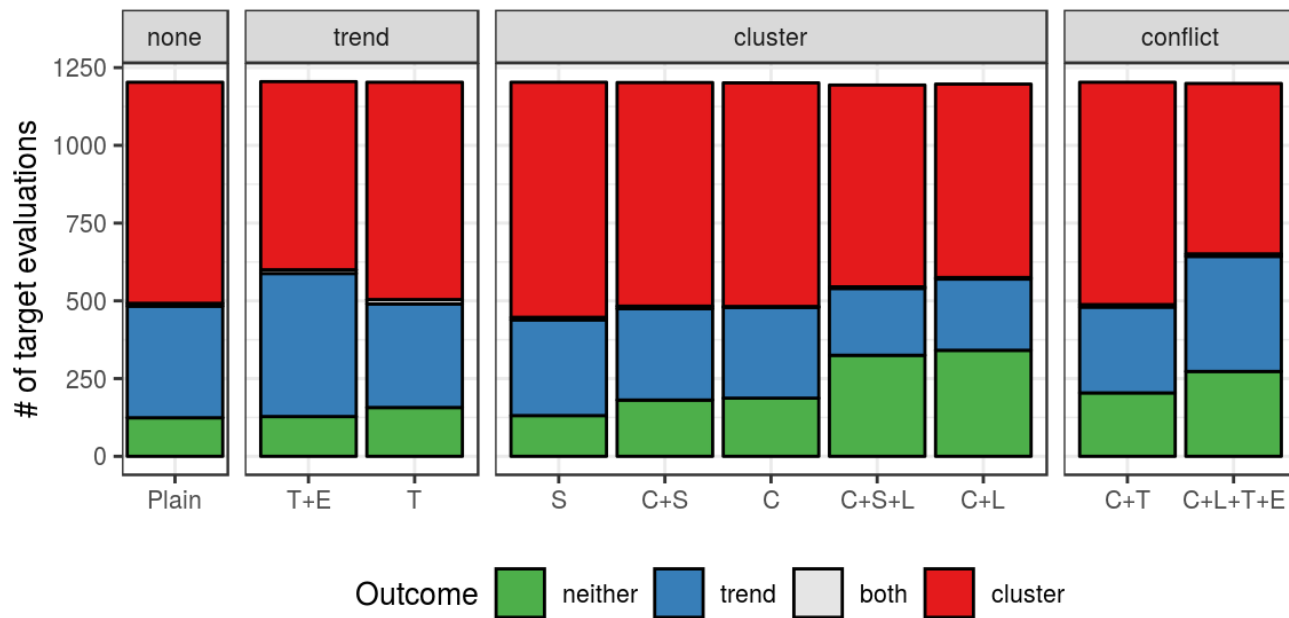 none trend cluster conflict
# of target evaluations
1250
1000
750
500
250
0
Plain T+E T S C+S C C+S+L C+L C+T C+L+T+E
Outcome neither trend both cluster